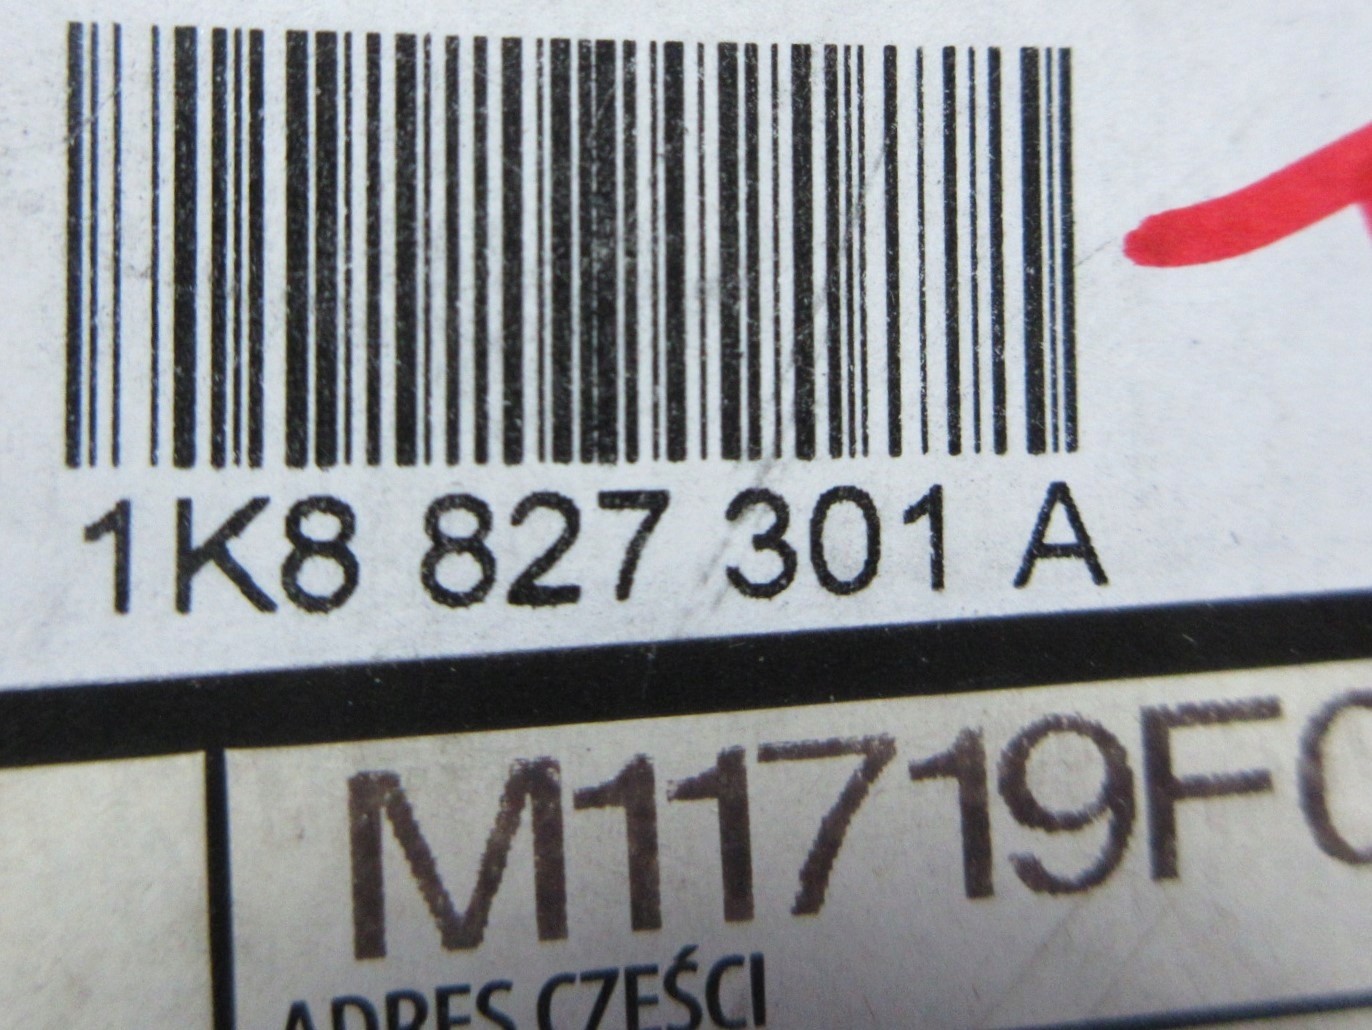 1K8 827 301 A
M11719F
ADRES CZĘŚCI